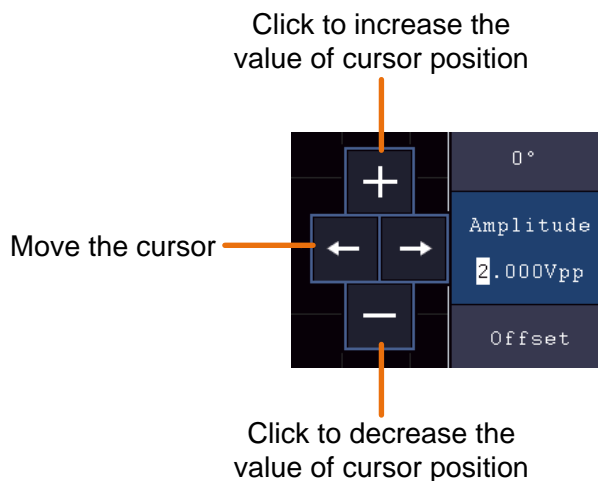 Click to increase the
value of cursor position
+
0°
Amplitude
Move the cursor
← →
2.000Vpp
−
Offset
Click to decrease the
value of cursor position